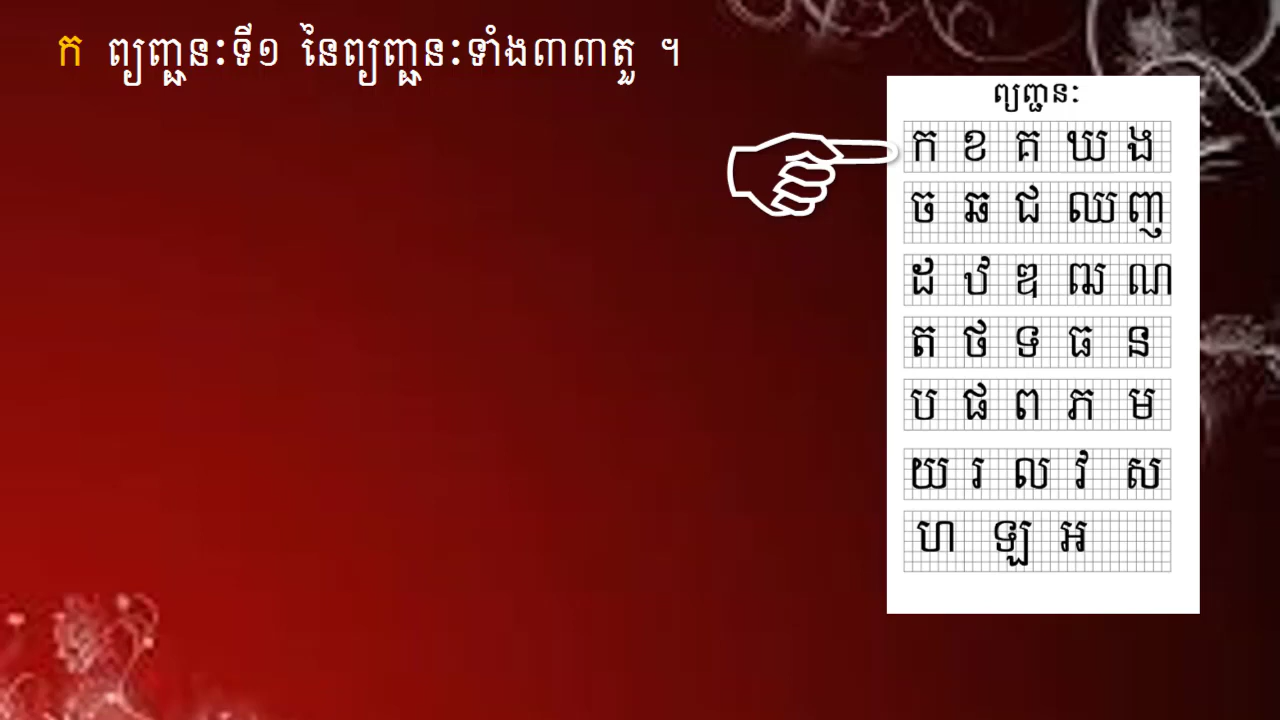 ក ព្យញ្ជនៈទី១ នៃព្យញ្ជនៈទាំង៣៣តួ ។
ព្យញ្ជនៈ
ក ខ គ ឃ ង
ច ឆ ជ ឈ ញ
ដ ឋ ឌ ឍ ណ
ត ថ ទ ធ ន
ប ផ ព ភ ម
យ រ ល វ ស
ហ ឡ អ